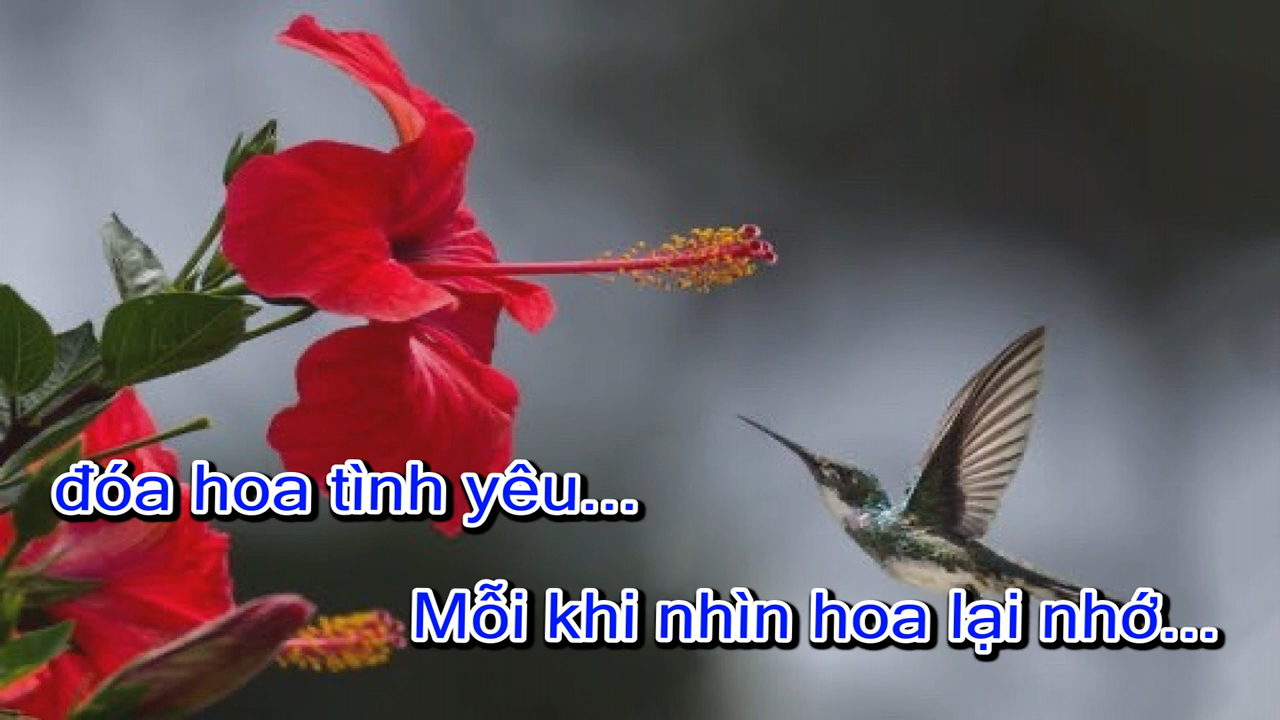 đóa hoa tình yêu...
Mỗi khi nhìn hoa lại nhớ...